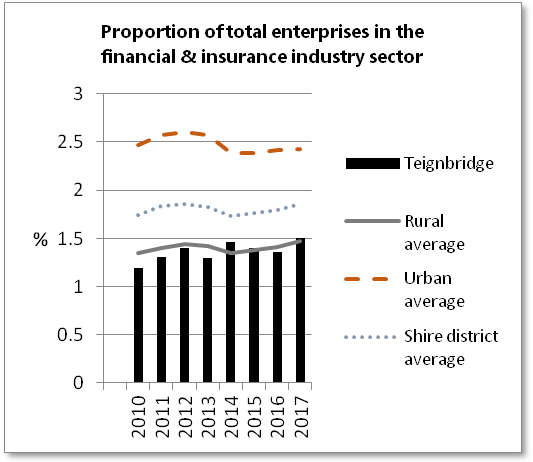 Proportion of total enterprises in the
financial & insurance industry sector
3
2.5
2
1.5
1
0.5
0
%
2010
2011
2012
2013
2014
2015
2016
2017
Teignbridge
Rural
average
Urban
average
Shire district
average